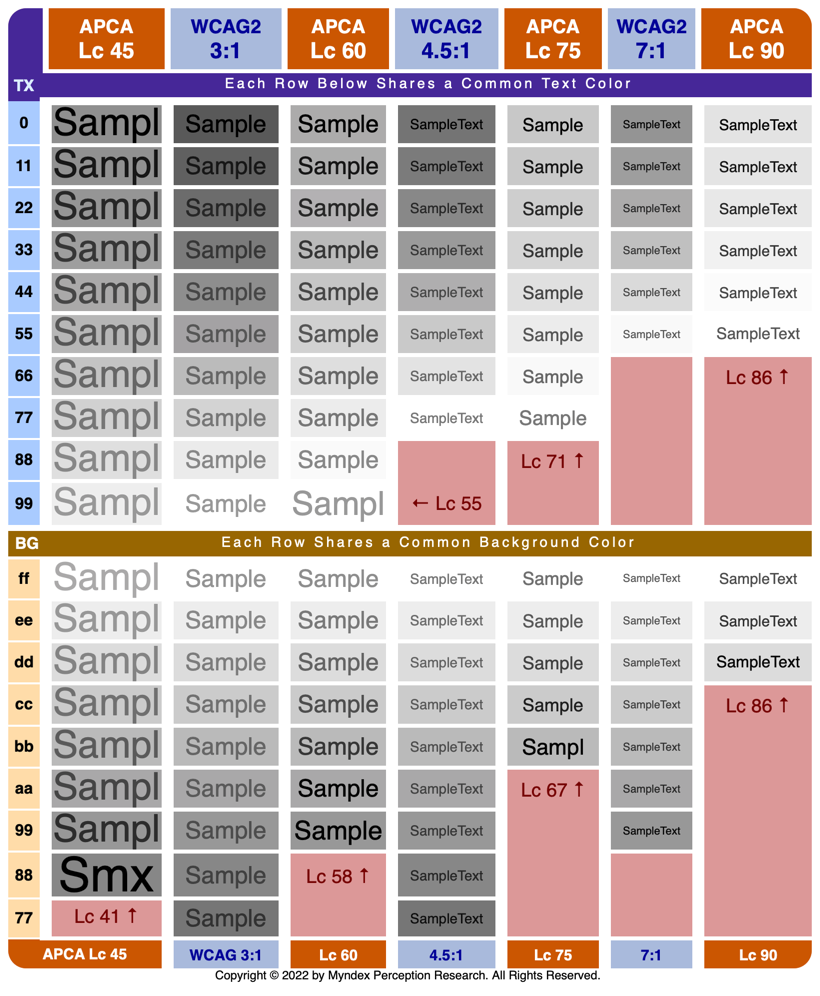 APCA Lc 45 WCAG2 3:1 APCA Lc 60 WCAG2 4.5:1 APCA Lc 75 WCAG2 7:1 APCA Lc 90
TX Each Row Below Shares a Common Text Color
0 Sampl Sample Sample SampleText Sample SampleText SampleText
11 Sampl Sample Sample SampleText Sample SampleText SampleText
22 Sampl Sample Sample SampleText Sample SampleText SampleText
33 Sampl Sample Sample SampleText Sample SampleText SampleText
44 Sampl Sample Sample SampleText Sample SampleText SampleText
55 Sampl Sample Sample SampleText Sample SampleText SampleText
66 Sampl Sample Sample SampleText Sample Lc 86 ↑
77 Sampl Sample Sample SampleText Sample
88 Sampl Sample Sample Lc 71 ↑
99 Sampl Sample Sampl ← Lc 55
BG Each Row Shares a Common Background Color
ff Sampl Sample Sample SampleText Sample SampleText SampleText
ee Sampl Sample Sample SampleText Sample SampleText SampleText
dd Sampl Sample Sample SampleText Sample SampleText SampleText
cc Sampl Sample Sample SampleText Sample SampleText Lc 86 ↑
bb Sampl Sample Sample SampleText Sampl SampleText
aa Sampl Sample Sample SampleText Lc 67 ↑ SampleText
99 Sampl Sample Sample SampleText SampleText
88 Smx Sample Lc 58 ↑ SampleText
77 Lc 41 ↑ Sample SampleText
APCA Lc 45 WCAG 3:1 Lc 60 4.5:1 Lc 75 7:1 Lc 90
Copyright © 2022 by Myndex Perception Research. All Rights Reserved.